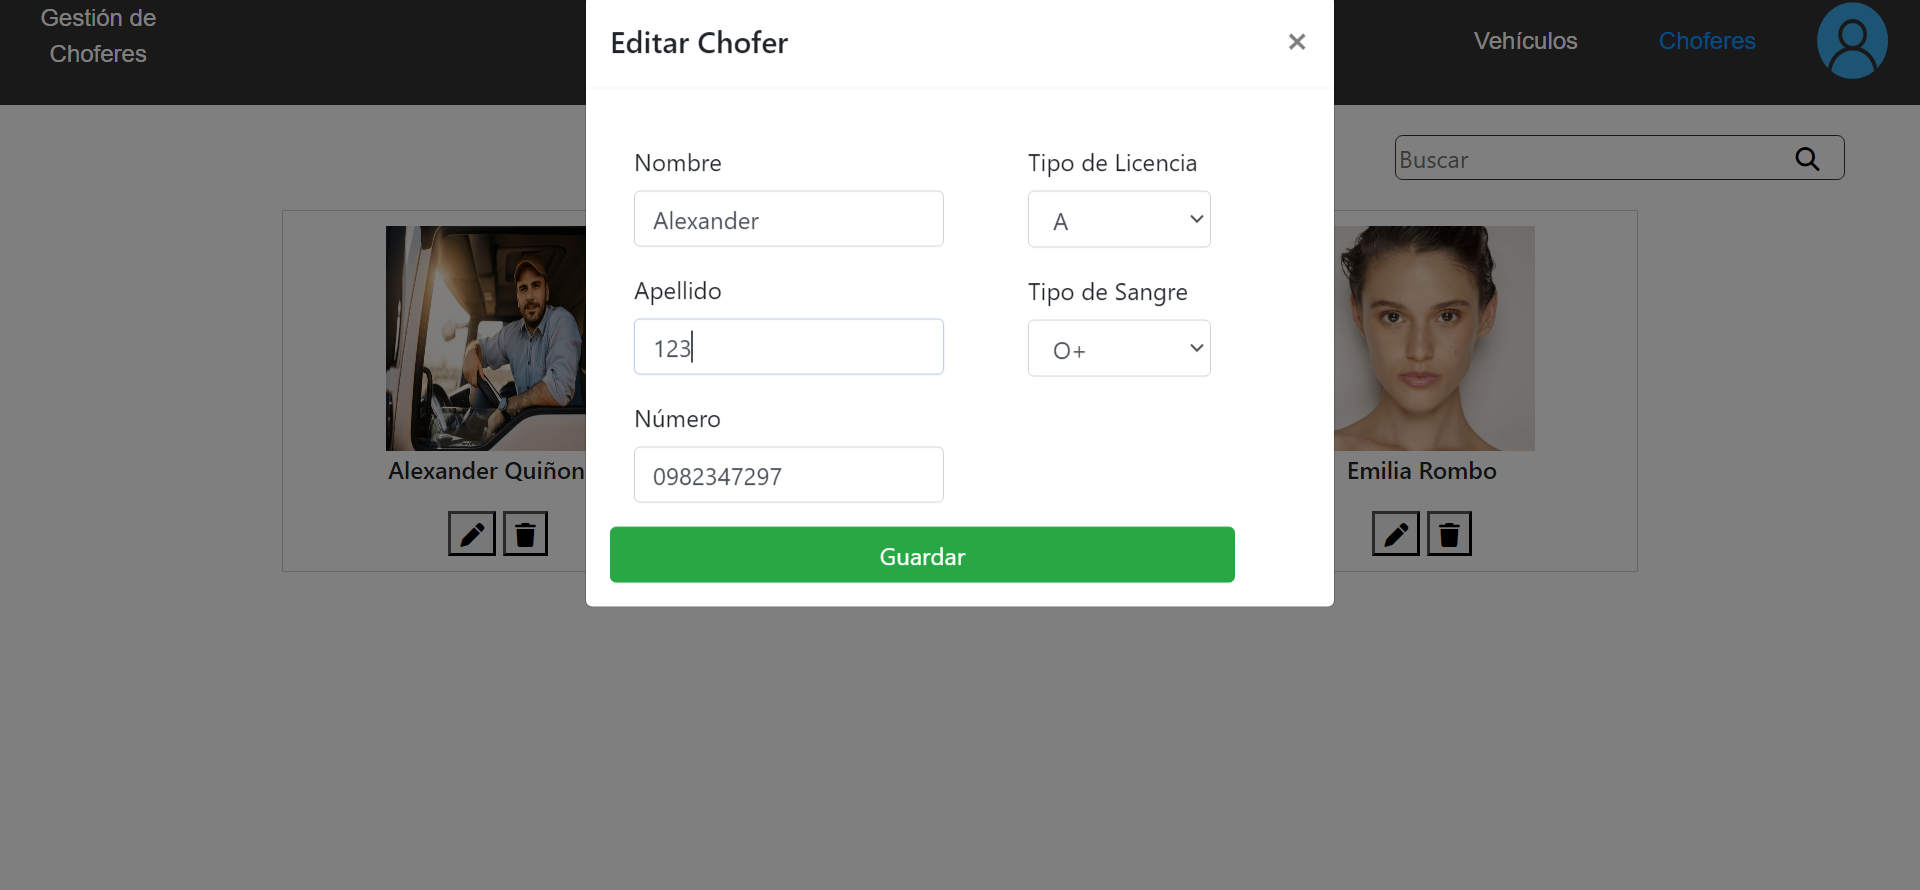 Gestión de
Choferes
Editar Chofer
×
Vehículos
Choferes
Buscar
Nombre
Alexander
Apellido
123
Número
0982347297
Tipo de Licencia
A
Tipo de Sangre
O+
Guardar
Alexander Quiñon
Emilia Rombo